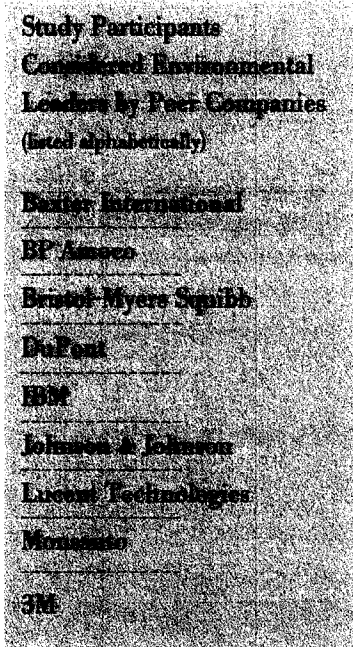 Study Participants
Considered Environmental
Leaders by Peer Companies
(listed alphabetically)
Baxter International
BP Amoco
Bristol-Myers Squibb
DuPont
IBM
Johnson & Johnson
Lucent Technologies
Monsanto
3M